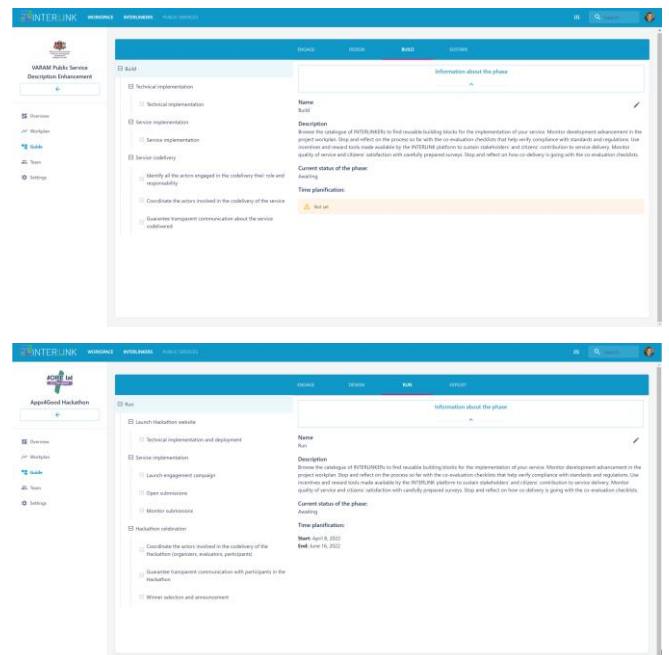 INTERLINK WORKSPACE INTERLINKERS PUBLIC SERVICES
ENGAGE DESIGN BUILD SUSTAIN
VARAM Public Service
Description Enhancement
Overview
Workplan
Guide
Team
Settings
Build
Technical implementation
Technical implementation
Service implementation
Service implementation
Service codelivery
Identify all the actors engaged in the codelivery their role and
responsability
Coordinate the actors involved in the codelivery of the service
Guarantee transparent communication about the service
codelivered
Information about the phase
Name
Build
Description
Browse the catalogue of INTERLINKERs to find reusable building blocks for the implementation of your service. Monitor development advancement in the
project workplan. Stop and reflect on the process so far with the co-evaluation checklists that help verify compliance with standards and regulations. Use
incentives and reward tools made available by the INTERLINK platform to sustain stakeholders' and citizens' contribution to service delivery. Monitor
quality of service and citizens' satisfaction with carefully prepared surveys. Stop and reflect on how co-delivery is going with the co-evaluation checklists.
Current status of the phase:
Awaiting
Time planification:
Not set
INTERLINK WORKSPACE INTERLINKERS PUBLIC SERVICES
ENGAGE DESIGN RUN REPORT
Apps4Good Hackathon
Overview
Workplan
Guide
Team
Settings
Run
Launch Hackathon website
Technical implementation and deployment
Service implementation
Launch engagement campaign
Open submissions
Monitor submissions
Hackathon celebration
Coordinate the actors involved in the codelivery of the
Hackathon (organizers, evaluators, participants)
Guarantee transparent communication with participants in the
Hackathon
Winner selection and announcement
Information about the phase
Name
Run
Description
Browse the catalogue of INTERLINKERs to find reusable building blocks for the implementation of your service. Monitor development advancement in the
project workplan. Stop and reflect on the process so far with the co-evaluation checklists that help verify compliance with standards and regulations. Use
incentives and reward tools made available by the INTERLINK platform to sustain stakeholders' and citizens' contribution to service delivery. Monitor
quality of service and citizens' satisfaction with carefully prepared surveys. Stop and reflect on how co-delivery is going with the co-evaluation checklists.
Current status of the phase:
Awaiting
Time planification:
Start: April 8, 2022
End: June 16, 2022